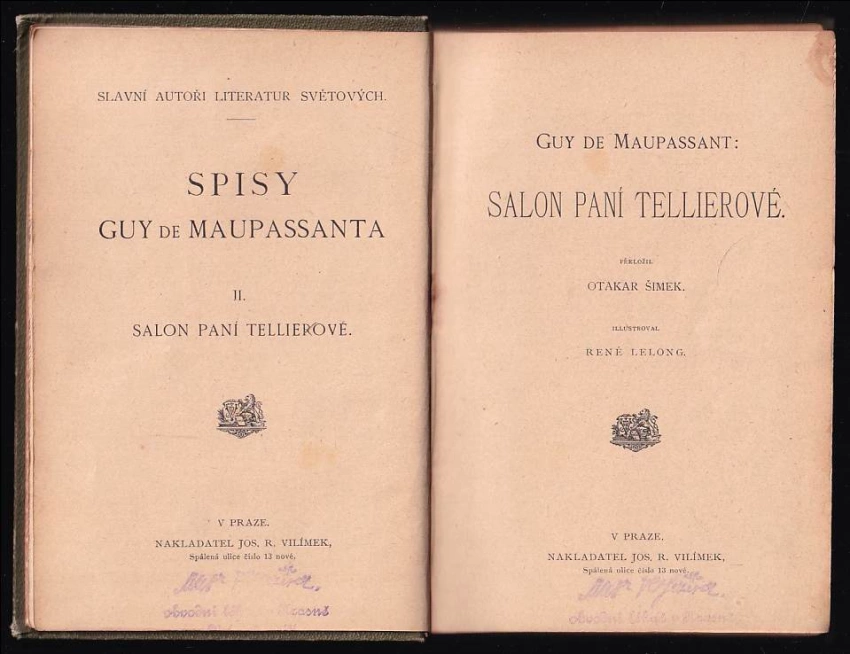 SLAVNÍ AUTOŘI LITERATUR SVĚTOVÝCH.
SPISY
GUY DE MAUPASSANTA
II.
SALON PANÍ TELLIEROVÉ.
V PRAZE.
NAKLADATEL JOS. R. VILÍMEK,
Spálená ulice číslo 13 nové.
GUY DE MAUPASSANT:
SALON PANÍ TELLIEROVÉ.
PŘELOŽIL
OTAKAR ŠIMEK.
ILLUSTROVAL
RENÉ LELONG.
V PRAZE.
NAKLADATEL JOS. R. VILÍMEK,
Spálená ulice číslo 13 nové.